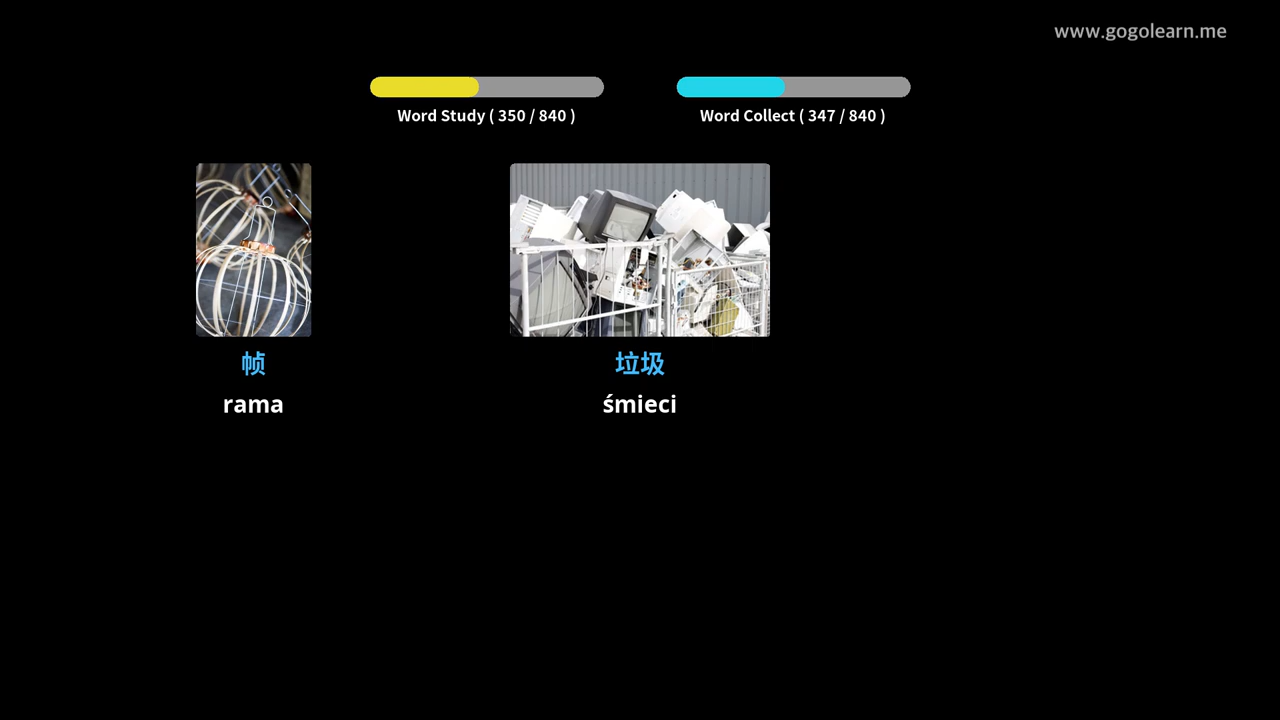 www.gogolearn.me
Word Study ( 350 / 840 )
Word Collect ( 347 / 840 )
帧
垃圾
rama
śmieci